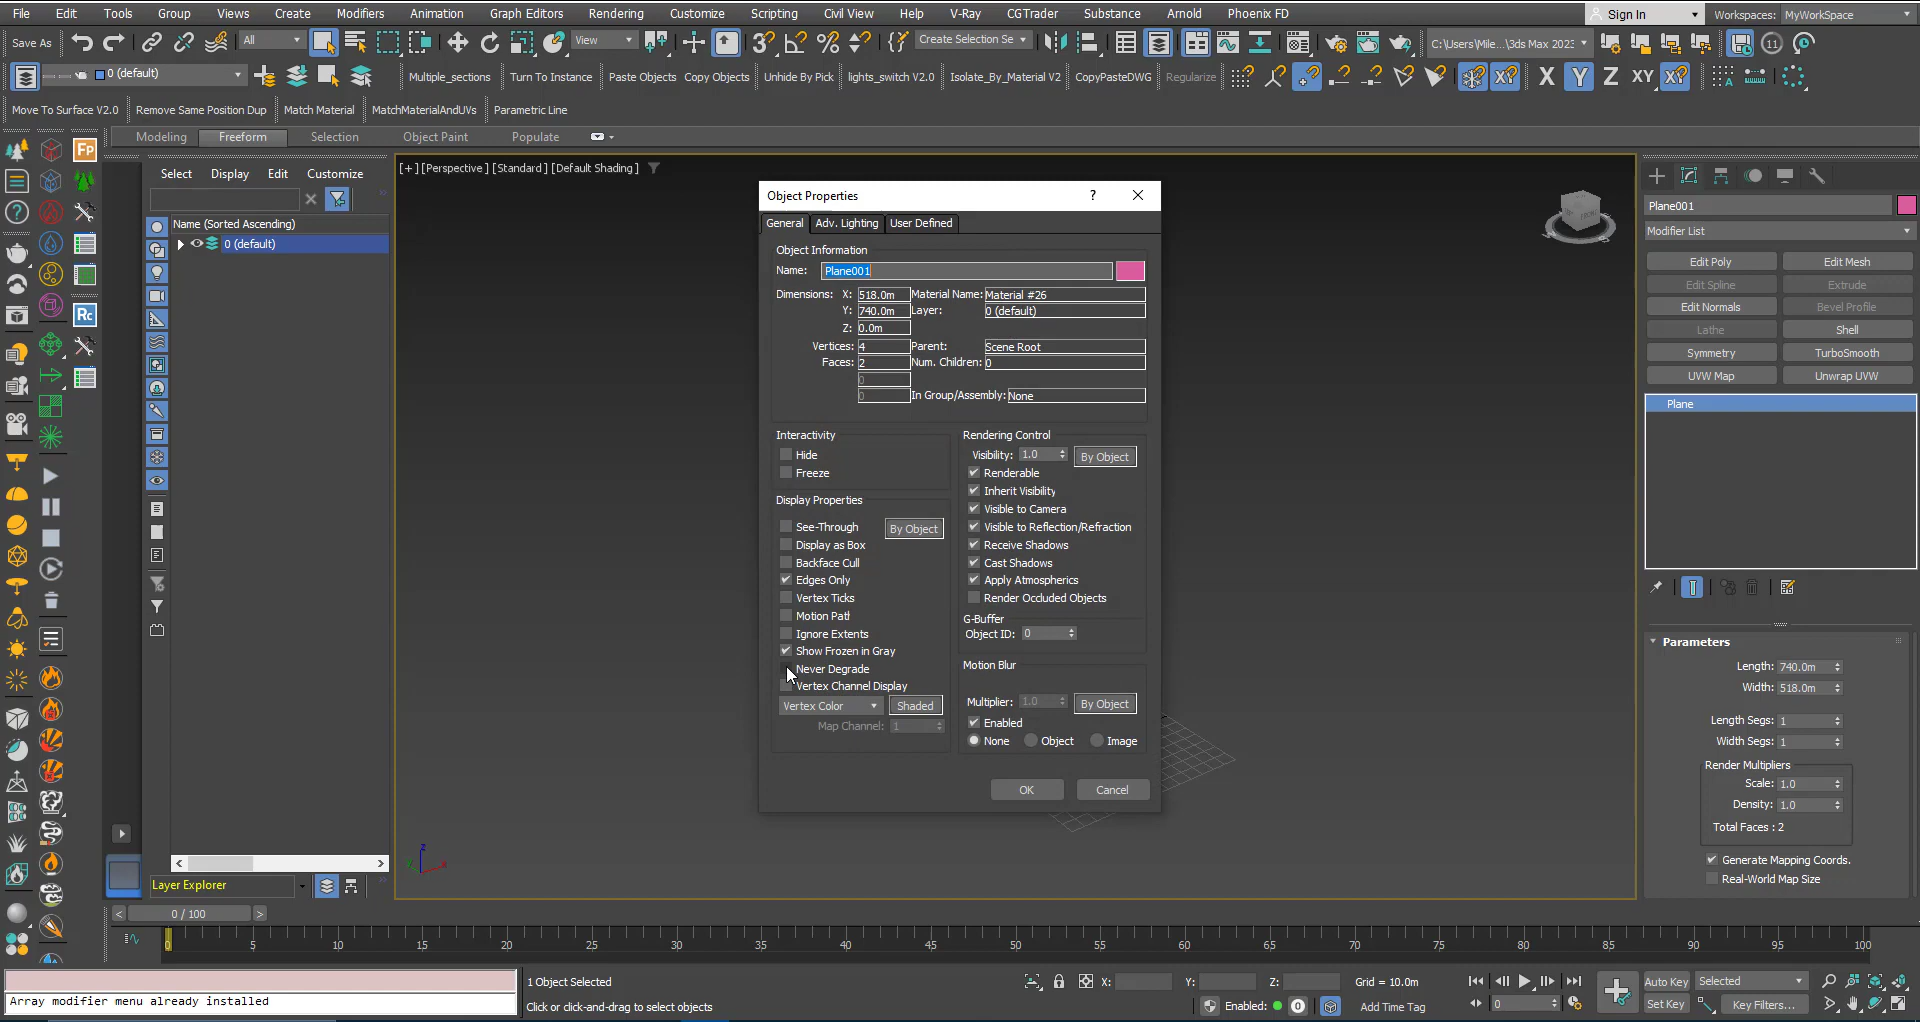 File Edit Tools Group Views Create Modifiers Animation Graph Editors Rendering Customize Scripting Civil View Help V-Ray CGTrader Substance Arnold Phoenix FD Sign In Workspaces: MyWorkSpace
Save As All View Create Selection Se C:\Users\Mile...\3ds Max 2023 11
0 (default) Multiple_sections Turn To Instance Paste Objects Copy Objects Unhide By Pick lights_switch V2.0 Isolate_By_Material V2 CopyPasteDWG Regularize X Y Z XY XY
Move To Surface V2.0 Remove Same Position Dup Match Material MatchMaterialAndUVs Parametric Line
Modeling Freeform Selection Object Paint Populate
Fp
Rc
Select Display Edit Customize
Name (Sorted Ascending)
0 (default)
Layer Explorer
[+] [Perspective] [Standard] [Default Shading]
Object Properties ?
General Adv. Lighting User Defined
Object Information
Name: Plane001
Dimensions: X: 518.0m Material Name: Material #26
Y: 740.0m Layer: 0 (default)
Z: 0.0m
Vertices: 4 Parent: Scene Root
Faces: 2 Num. Children: 0
0
0 In Group/Assembly: None
Interactivity
Hide
Freeze
Display Properties
See-Through By Object
Display as Box
Backface Cull
Edges Only
Vertex Ticks
Motion Path
Ignore Extents
Show Frozen in Gray
Never Degrade
Vertex Channel Display
Vertex Color Shaded
Map Channel: 1
Rendering Control
Visibility: 1.0 By Object
Renderable
Inherit Visibility
Visible to Camera
Visible to Reflection/Refraction
Receive Shadows
Cast Shadows
Apply Atmospherics
Render Occluded Objects
G-Buffer
Object ID: 0
Motion Blur
Multiplier: 1.0 By Object
Enabled
None Object Image
OK Cancel
Plane001
Modifier List
Edit Poly Edit Mesh
Edit Spline Extrude
Edit Normals Bevel Profile
Lathe Shell
Symmetry TurboSmooth
UVW Map Unwrap UVW
Plane
Parameters
Length: 740.0m
Width: 518.0m
Length Segs: 1
Width Segs: 1
Render Multipliers
Scale: 1.0
Density: 1.0
Total Faces : 2
Generate Mapping Coords.
Real-World Map Size
z
x
< 0 / 100 >
0 5 10 15 20 25 30 35 40 45 50 55 60 65 70 75 80 85 90 95 100
Array modifier menu already installed
1 Object Selected
Click or click-and-drag to select objects
X: Y: Z: Grid = 10.0m
Enabled: 0 Add Time Tag
0
Auto Key Selected
Set Key Key Filters...